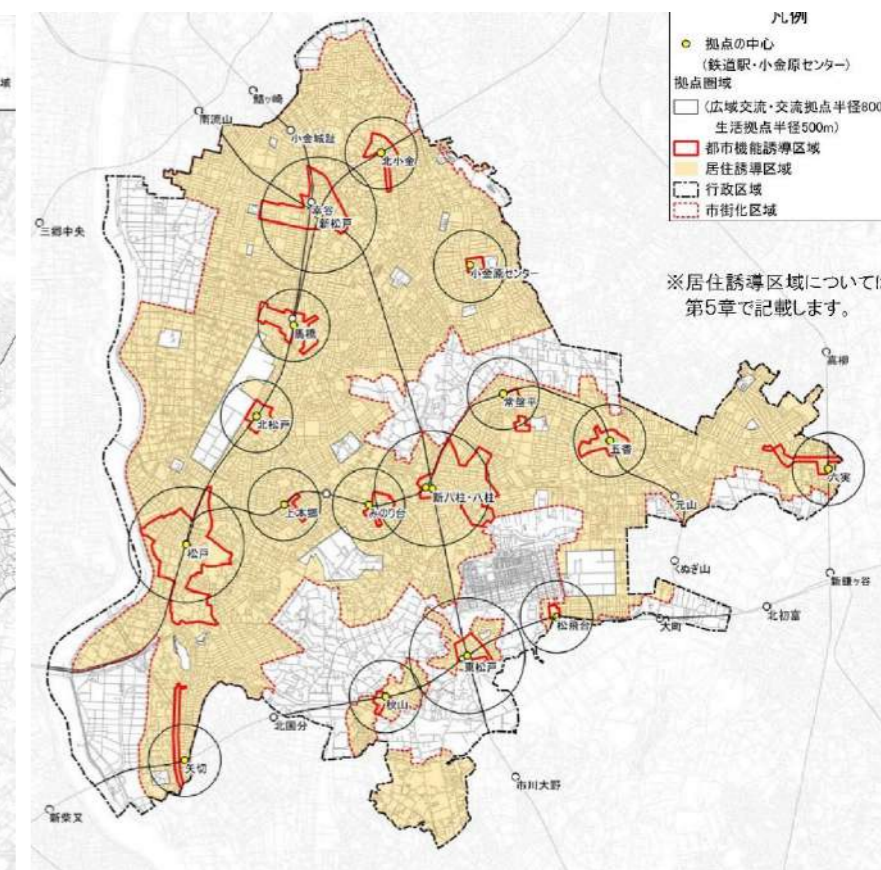 域
凡例
拠点の中心
(鉄道駅・小金原センター)
拠点圏域
(広域交流・交流拠点半径800
生活拠点半径500m)
都市機能誘導区域
居住誘導区域
行政区域
市街化区域
※居住誘導区域については
第5章で記載します。
鰭ヶ崎
南流山
小金城趾
北小金
幸谷
新松戸
三郷中央
小金原センター
馬橋
高柳
常盤平
北松戸
五香
六実
新八柱・八柱
元山
上本郷
みのり台
松戸
くぬぎ山
新鎌ヶ谷
北初富
松飛台
大町
東松戸
秋山
北国分
矢切
市川大野
新柴又